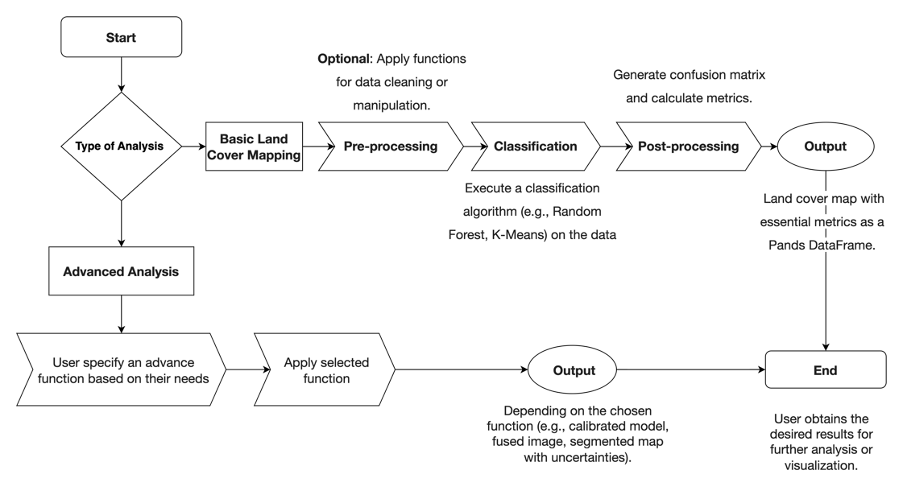 Start
Optional: Apply functions
for data cleaning or
manipulation.
Generate confusion matrix
and calculate metrics.
Type of Analysis
Basic Land
Cover Mapping
Pre-processing
Classification
Post-processing
Output
Execute a classification
algorithm (e.g., Random
Forest, K-Means) on the data
Land cover map with
essential metrics as a
Pands DataFrame.
Advanced Analysis
User specify an advance
function based on their needs
Apply selected
function
Output
End
Depending on the chosen
function (e.g., calibrated model,
fused image, segmented map
with uncertainties).
User obtains the
desired results for
further analysis or
visualization.